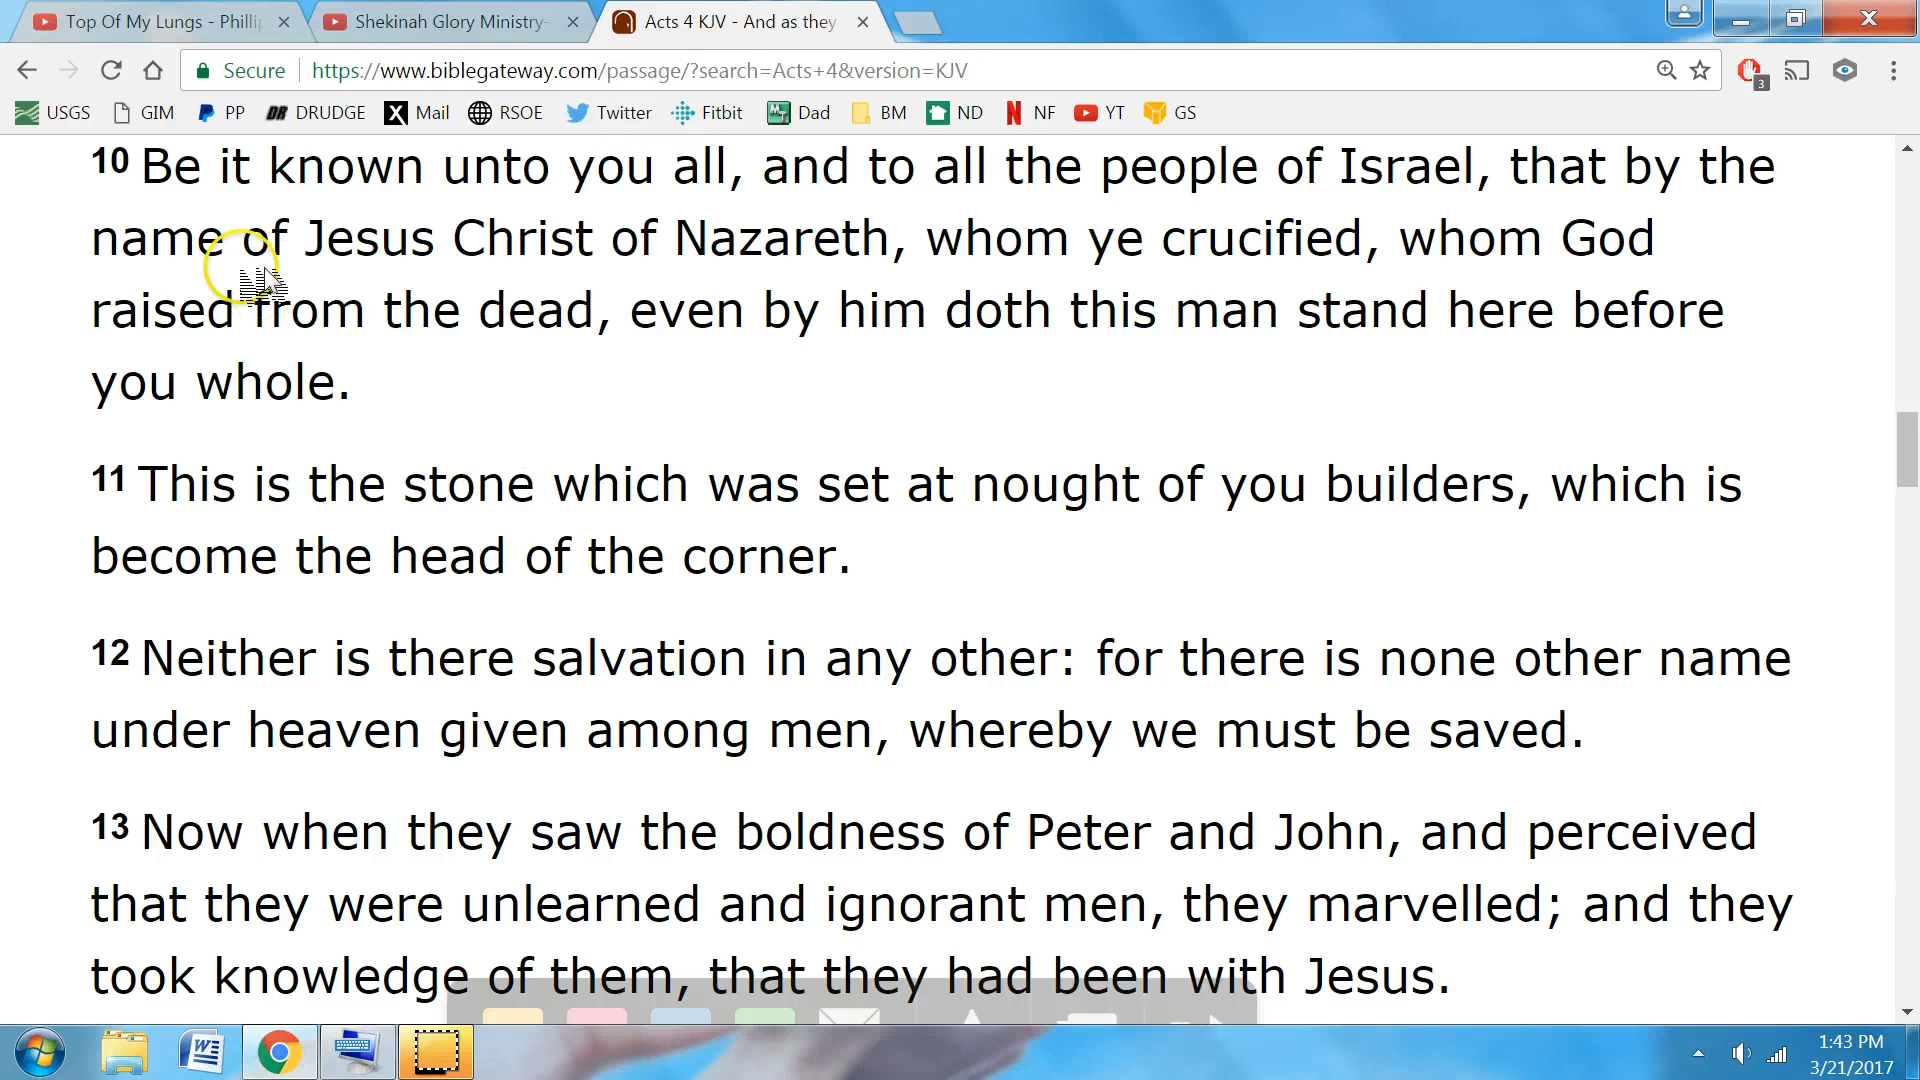 Top Of My Lungs - Phillip
Shekinah Glory Ministry-
Acts 4 KJV - And as they
Secure
https://www.biblegateway.com/passage/?search=Acts+4&version=KJV
3
USGS GIM PP DRUDGE Mail RSOE Twitter Fitbit Dad BM ND NF YT GS
10 Be it known unto you all, and to all the people of Israel, that by the
name of Jesus Christ of Nazareth, whom ye crucified, whom God
raised from the dead, even by him doth this man stand here before
you whole.
11 This is the stone which was set at nought of you builders, which is
become the head of the corner.
12 Neither is there salvation in any other: for there is none other name
under heaven given among men, whereby we must be saved.
13 Now when they saw the boldness of Peter and John, and perceived
that they were unlearned and ignorant men, they marvelled; and they
took knowledge of them, that they had been with Jesus.
1:43 PM
3/21/2017